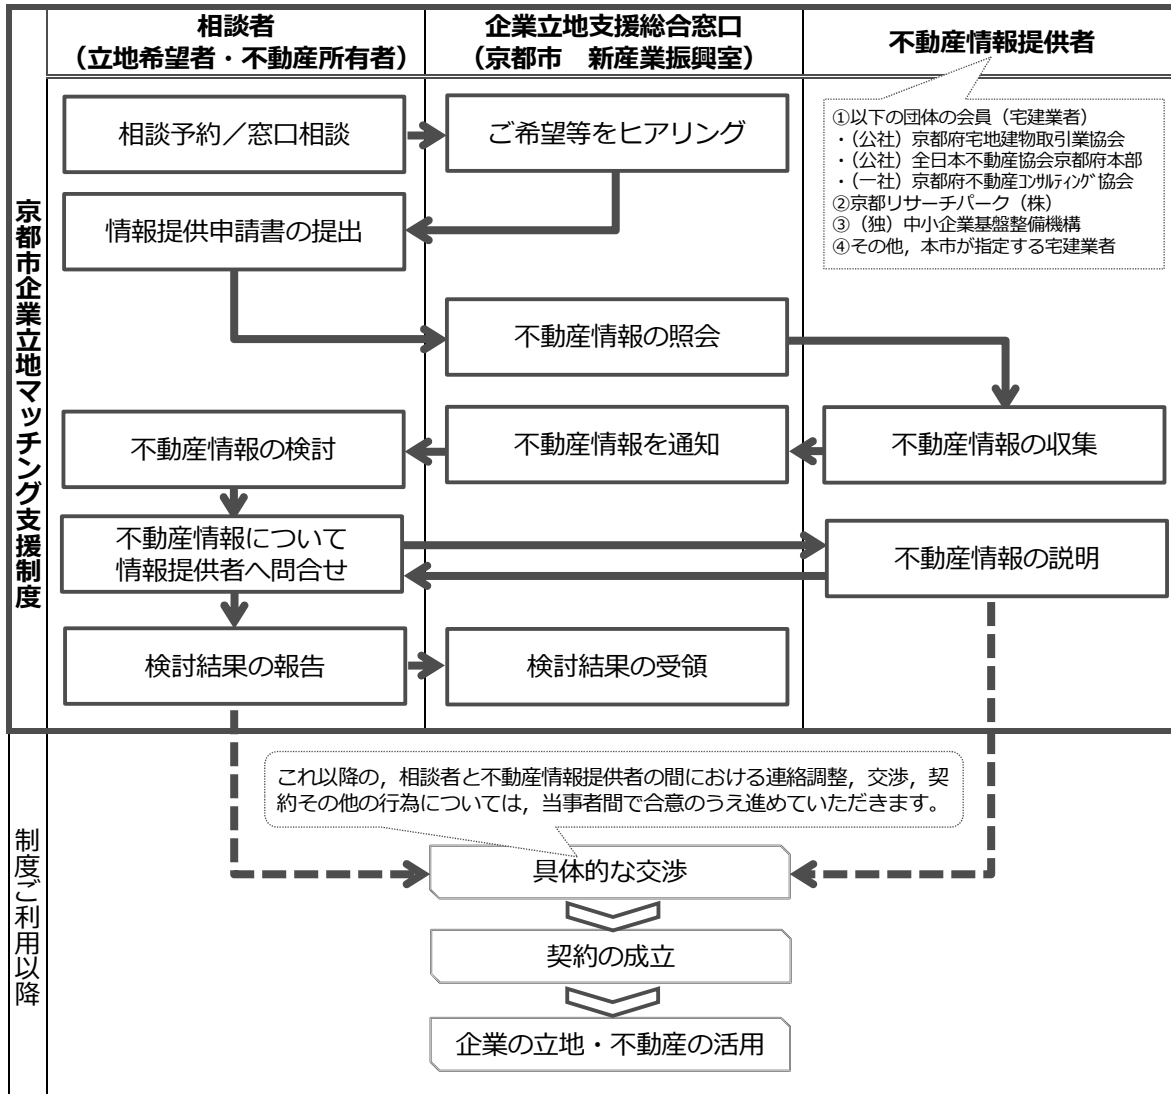 相談者
（立地希望者・不動産所有者）
企業立地支援総合窓口
（京都市　新産業振興室）
不動産情報提供者
京都市企業立地マッチング支援制度
相談予約／窓口相談
ご希望等をヒアリング
①以下の団体の会員（宅建業者）
・（公社）京都府宅地建物取引業協会
・（公社）全日本不動産協会京都府本部
・（一社）京都府不動産ｺﾝｻﾙﾃｨﾝｸﾞ協会
②京都リサーチパーク（株）
③（独）中小企業基盤整備機構
④その他，本市が指定する宅建業者
情報提供申請書の提出
不動産情報の照会
不動産情報の検討
不動産情報を通知
不動産情報の収集
不動産情報について
情報提供者へ問合せ
不動産情報の説明
検討結果の報告
検討結果の受領
制度ご利用以降
これ以降の，相談者と不動産情報提供者の間における連絡調整，交渉，契
約その他の行為については，当事者間で合意のうえ進めていただきます。
具体的な交渉
契約の成立
企業の立地・不動産の活用